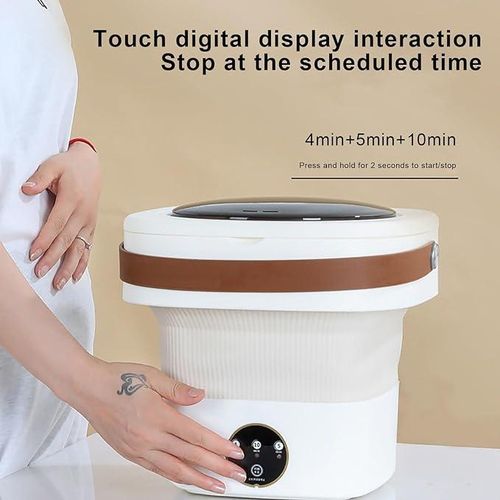 Touch digital display interaction
Stop at the scheduled time
4min+5min+10min
Press and hold for 2 seconds to start/stop
10